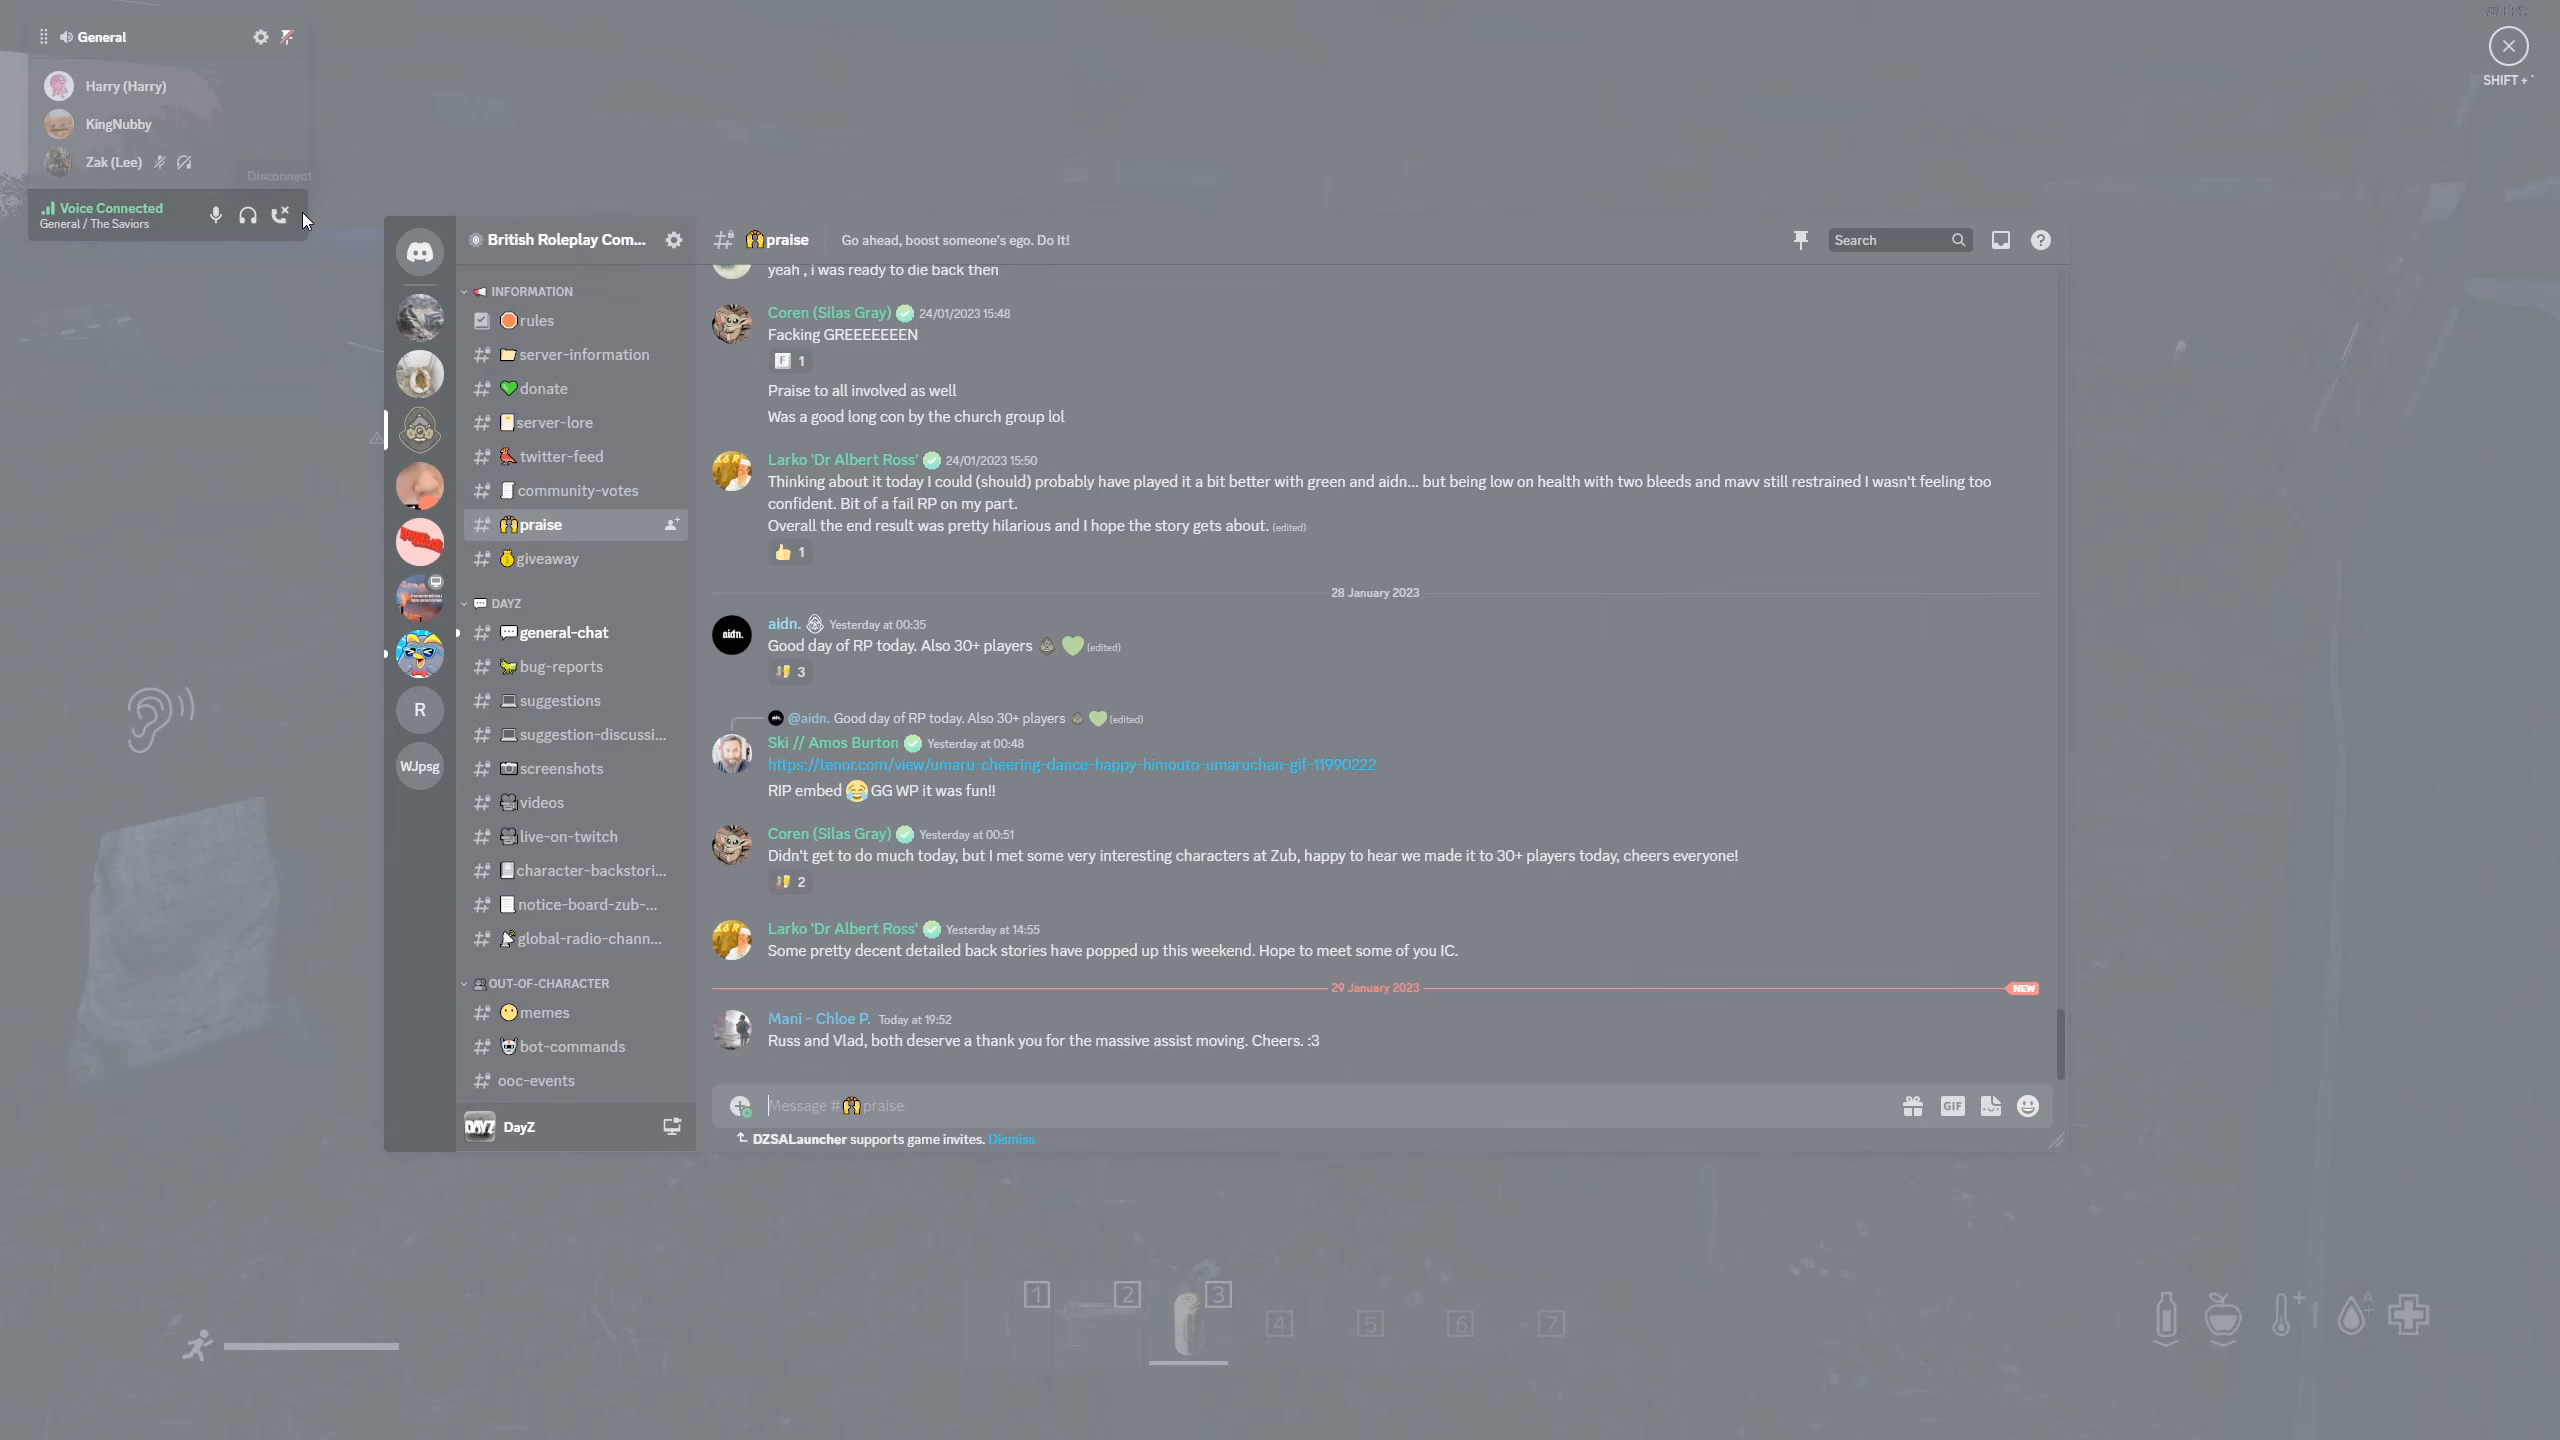 General
Harry (Harry)
KingNubby
Zak (Lee)
Disconnect
Voice Connected
General / The Saviors
SHIFT + `
British Roleplay Com...
praise
Go ahead, boost someone's ego. Do It!
Search
INFORMATION
rules
server-information
donate
server-lore
twitter-feed
community-votes
praise
giveaway
DAYZ
general-chat
bug-reports
suggestions
suggestion-discussi...
screenshots
videos
live-on-twitch
character-backstori...
notice-board-zub-...
global-radio-chann...
OUT-OF-CHARACTER
memes
bot-commands
ooc-events
DAYZ
DayZ
R
WJpsg
yeah , i was ready to die back then
Coren (Silas Gray) 24/01/2023 15:48
Facking GREEEEEEEN
F 1
Praise to all involved as well
Was a good long con by the church group lol
Larko 'Dr Albert Ross' 24/01/2023 15:50
Thinking about it today I could (should) probably have played it a bit better with green and aidn... but being low on health with two bleeds and mavv still restrained I wasn't feeling too
confident. Bit of a fail RP on my part.
Overall the end result was pretty hilarious and I hope the story gets about. (edited)
1
28 January 2023
aidn.
aidn. Yesterday at 00:35
Good day of RP today. Also 30+ players (edited)
3
@aidn. Good day of RP today. Also 30+ players (edited)
Ski // Amos Burton Yesterday at 00:48
https://tenor.com/view/umaru-cheering-dance-happy-himouto-umaruchan-gif-11990222
RIP embed GG WP it was fun!!
Coren (Silas Gray) Yesterday at 00:51
Didn't get to do much today, but I met some very interesting characters at Zub, happy to hear we made it to 30+ players today, cheers everyone!
2
Larko 'Dr Albert Ross' Yesterday at 14:55
Some pretty decent detailed back stories have popped up this weekend. Hope to meet some of you IC.
29 January 2023 NEW
Mani - Chloe P. Today at 19:52
Russ and Vlad, both deserve a thank you for the massive assist moving. Cheers. :3
Message # praise
GIF
DZSALauncher supports game invites. Dismiss
1 2 3 4 5 6 7